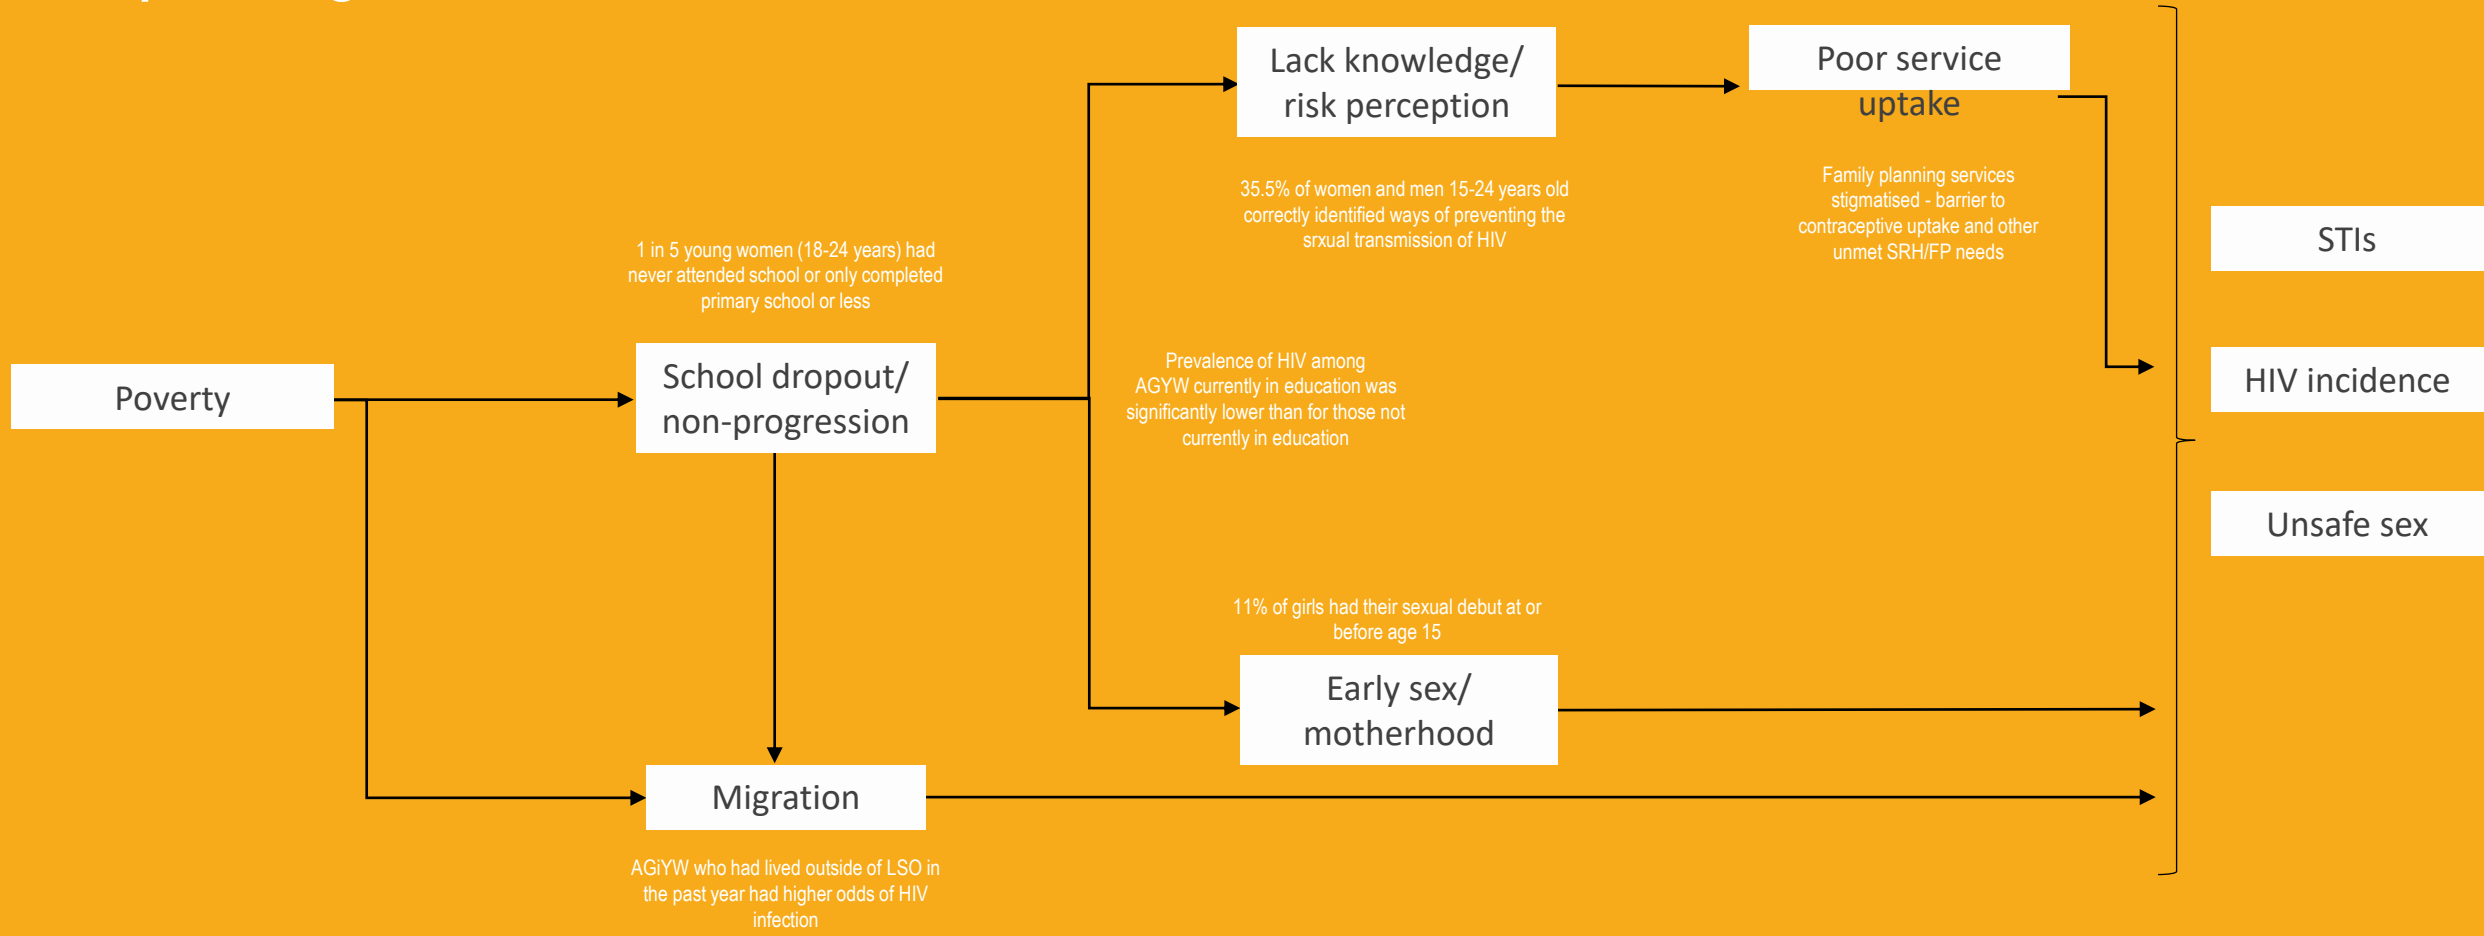 Lack knowledge/
risk perception
Poor service
uptake
35.5% of women and men 15-24 years old
correctly identified ways of preventing the
srxual transmission of HIV
Family planning services
stigmatised - barrier to
contraceptive uptake and other
unmet SRH/FP needs
STIs
1 in 5 young women (18-24 years) had
never attended school or only completed
primary school or less
Poverty
School dropout/
non-progression
Prevalence of HIV among
AGYW currently in education was
significantly lower than for those not
currently in education
HIV incidence
Unsafe sex
11% of girls had their sexual debut at or
before age 15
Early sex/
motherhood
Migration
AGiYW who had lived outside of LSO in
the past year had higher odds of HIV
infection